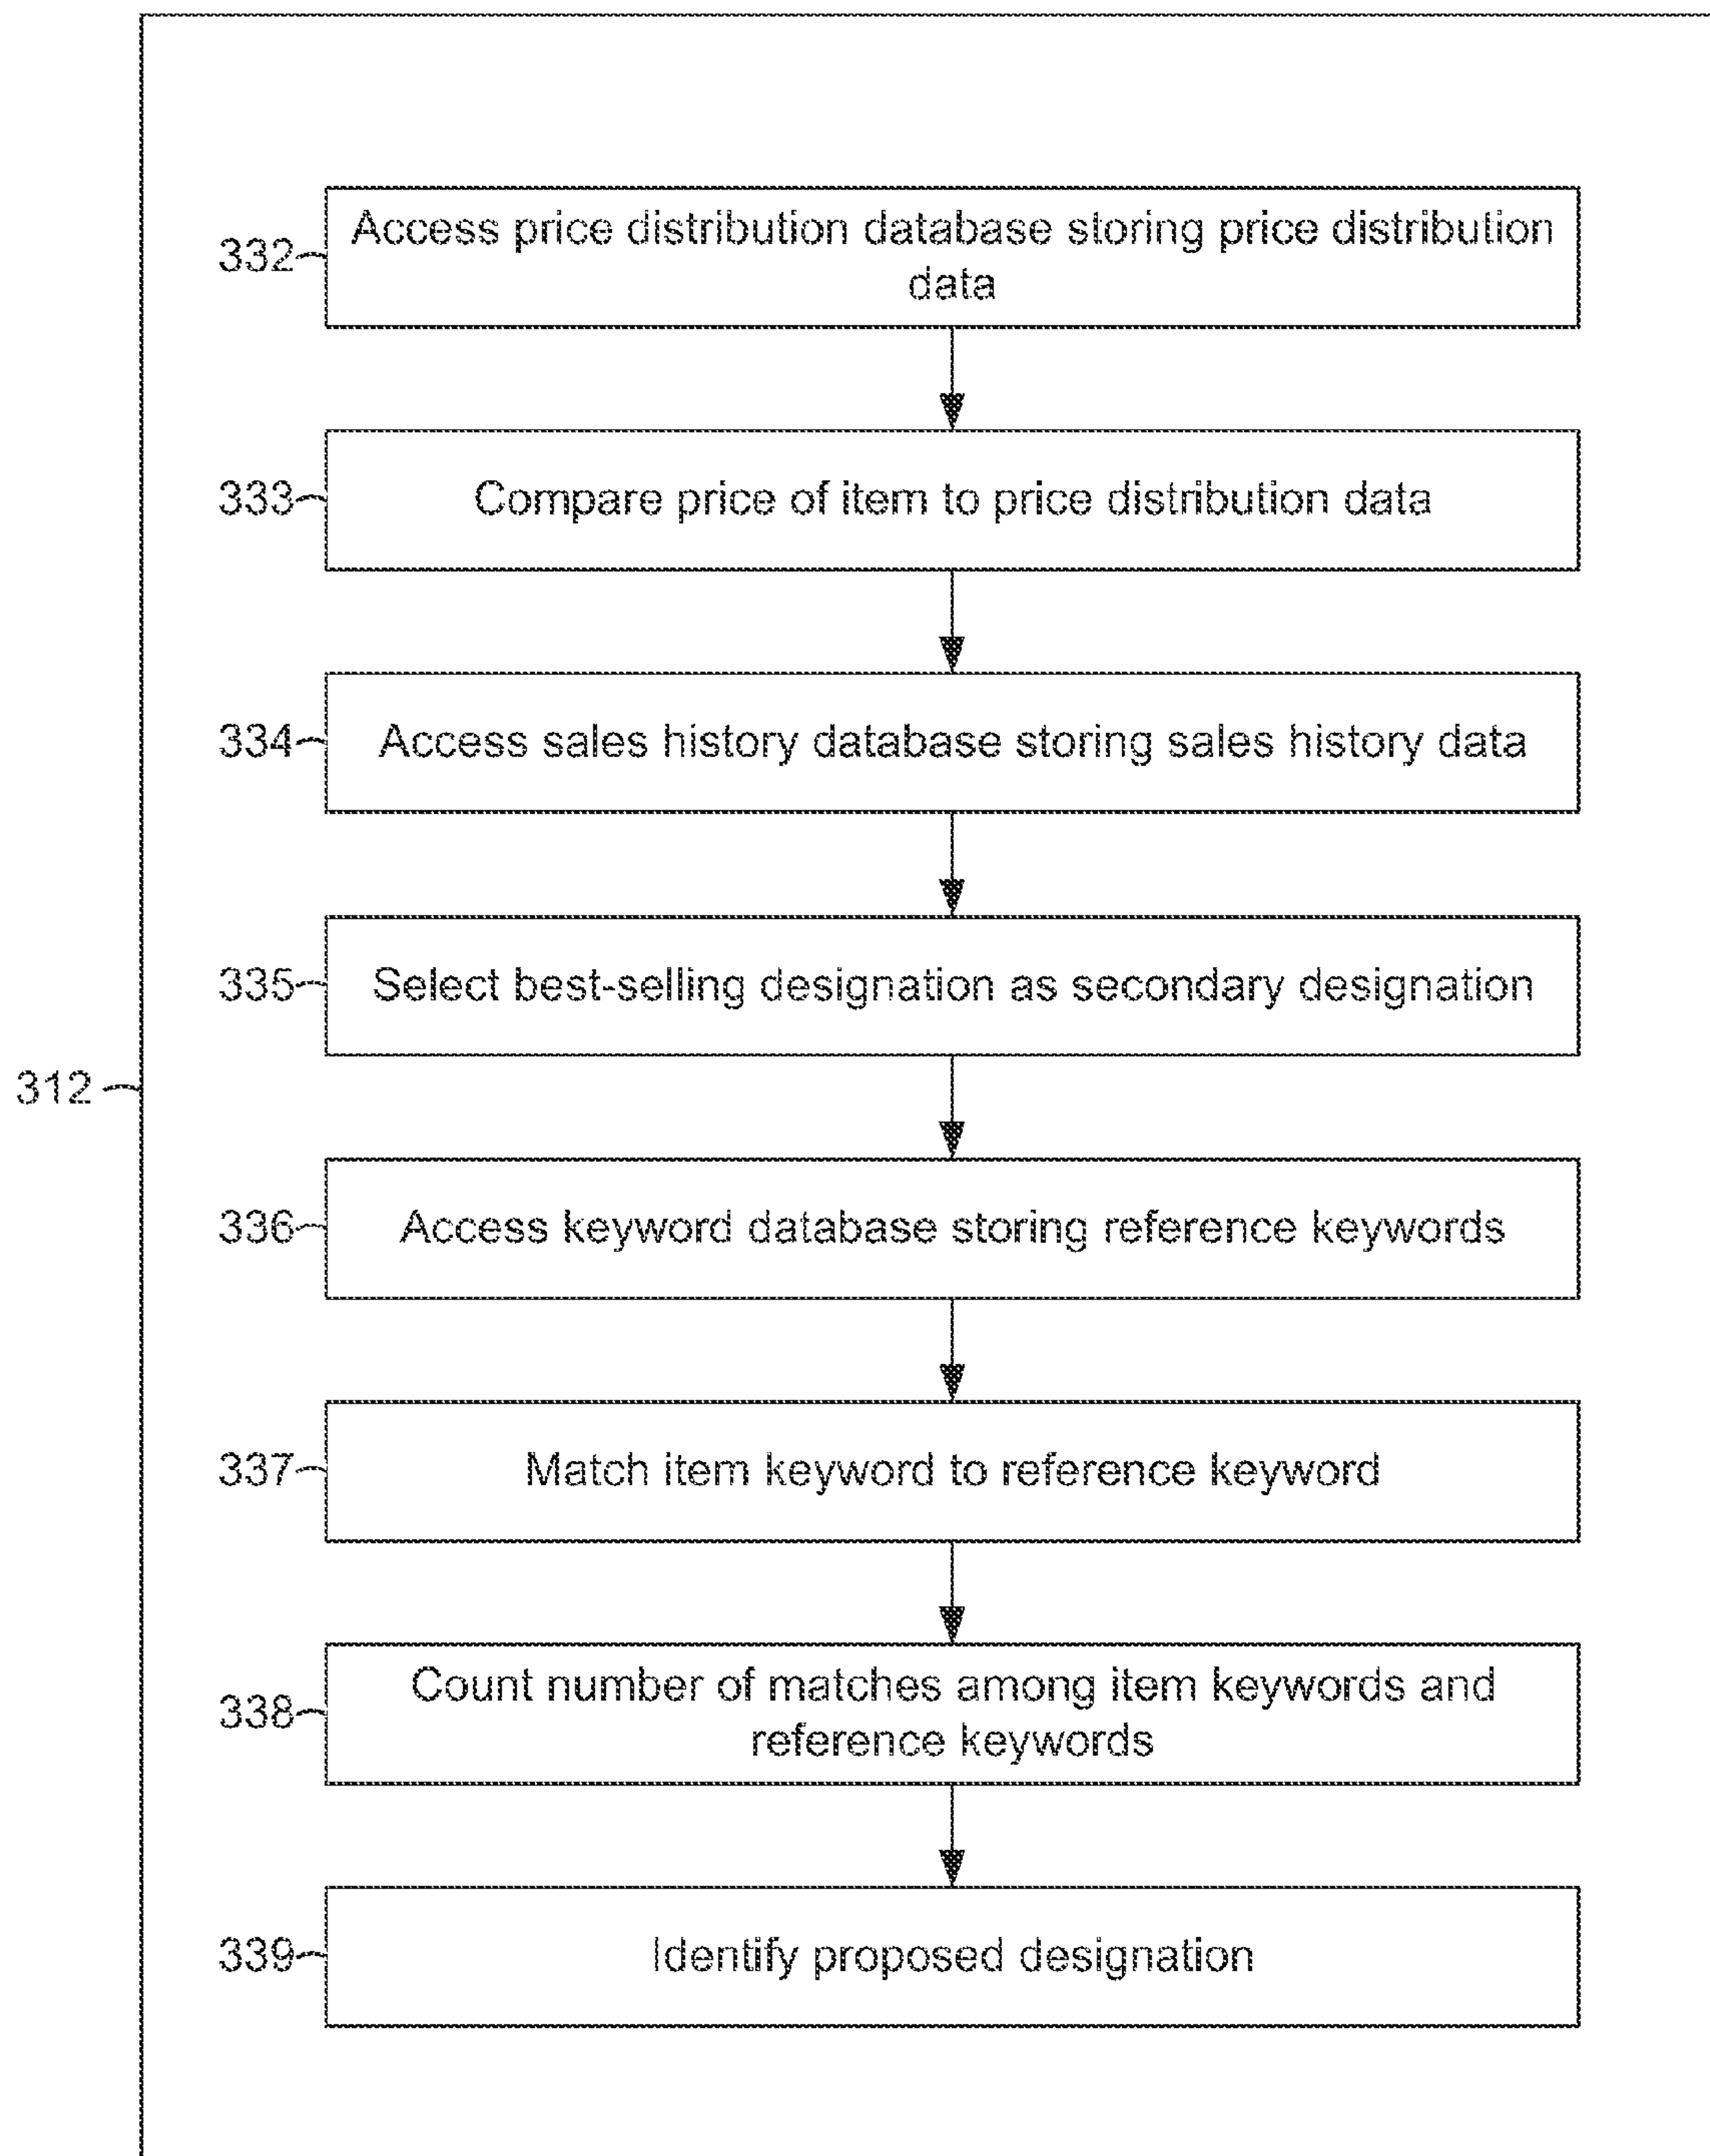 332
Access price distribution database storing price distribution
data
333
Compare price of item to price distribution data
334
Access sales history database storing sales history data
335
Select best-selling designation as secondary designation
312
336
Access keyword database storing reference keywords
337
Match item keyword to reference keyword
338
Count number of matches among item keywords and
reference keywords
339
Identify proposed designation